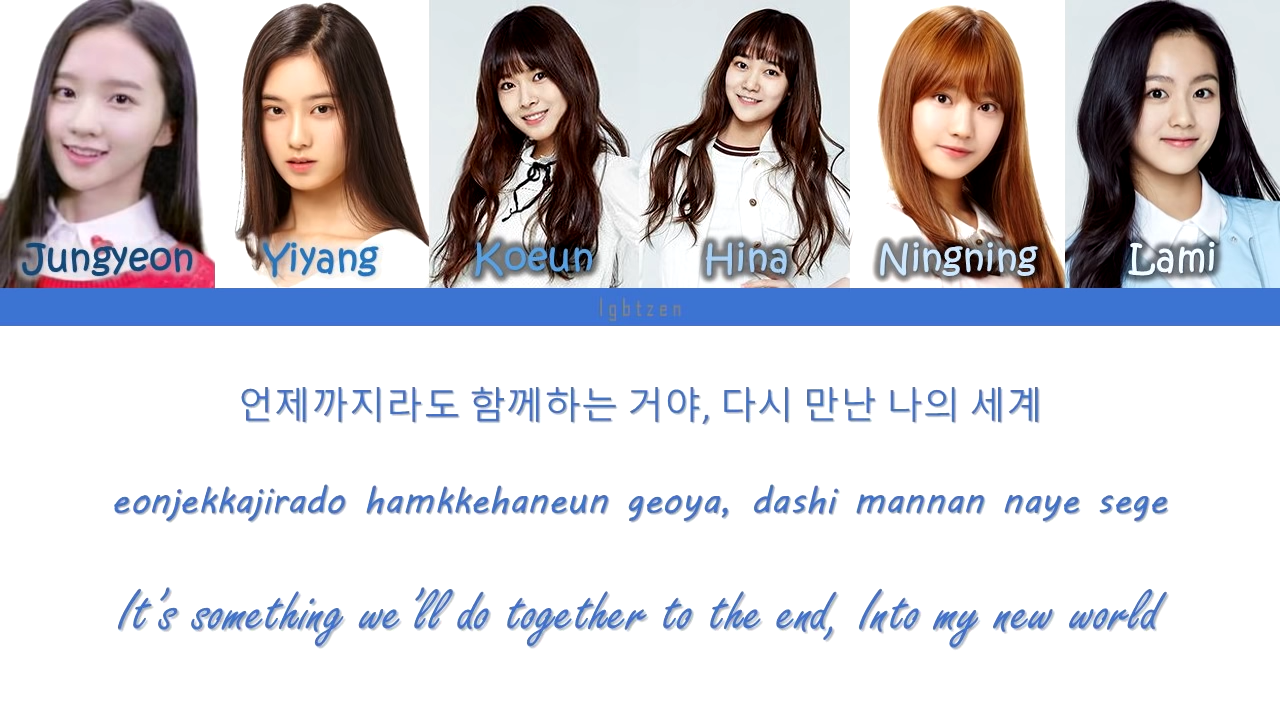 Jungyeon Yiyang Koeun Hina Ningning Lami
lgbtzen
언제까지라도 함께하는 거야, 다시 만난 나의 세계
eonjekkajirado hamkkehaneun geoya, dashi mannan naye sege
It's something we'll do together to the end, Into my new world